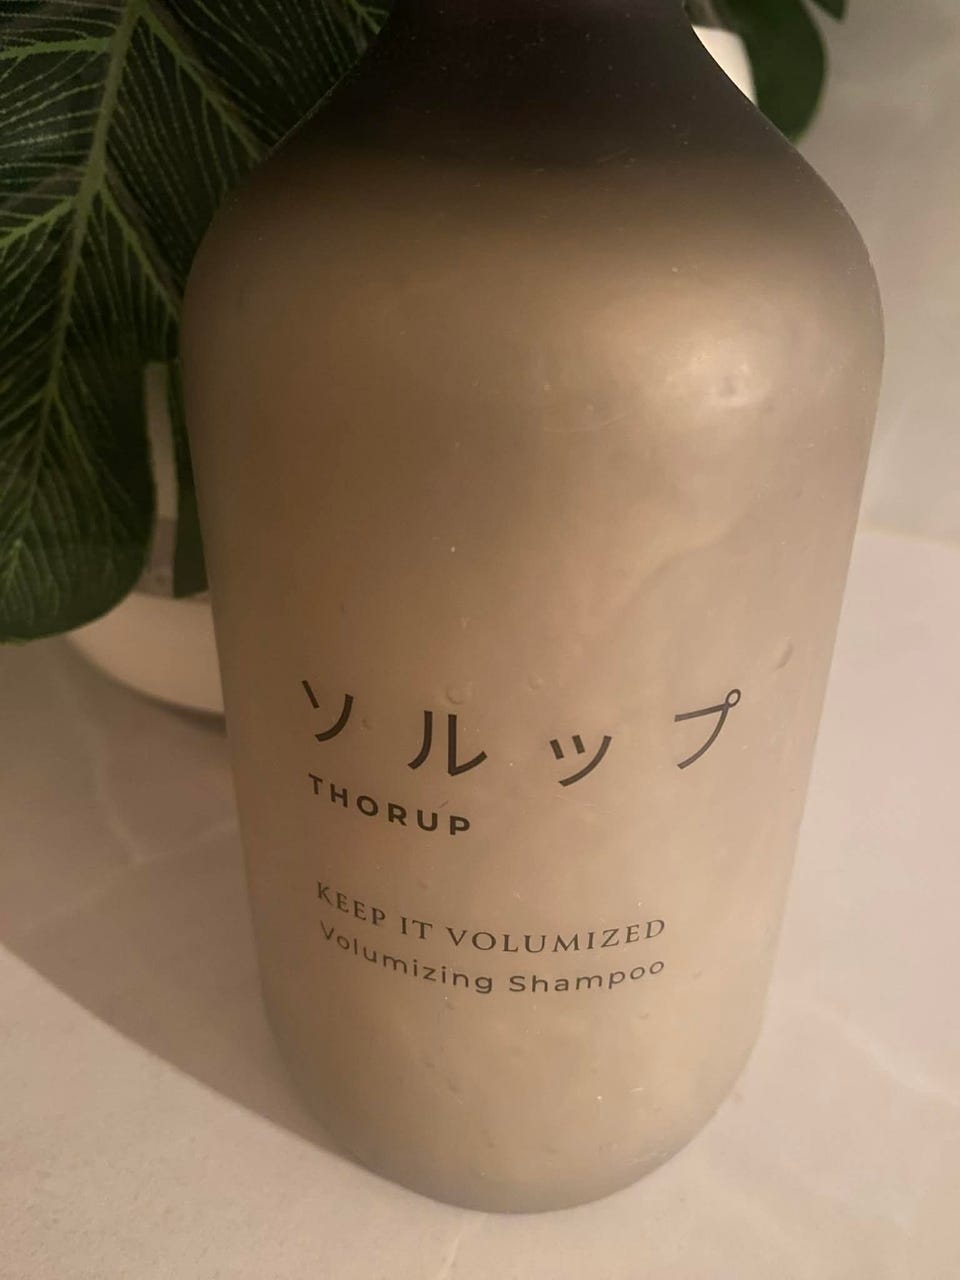 ソルップ
THORUP
KEEP IT VOLUMIZED
Volumizing Shampoo